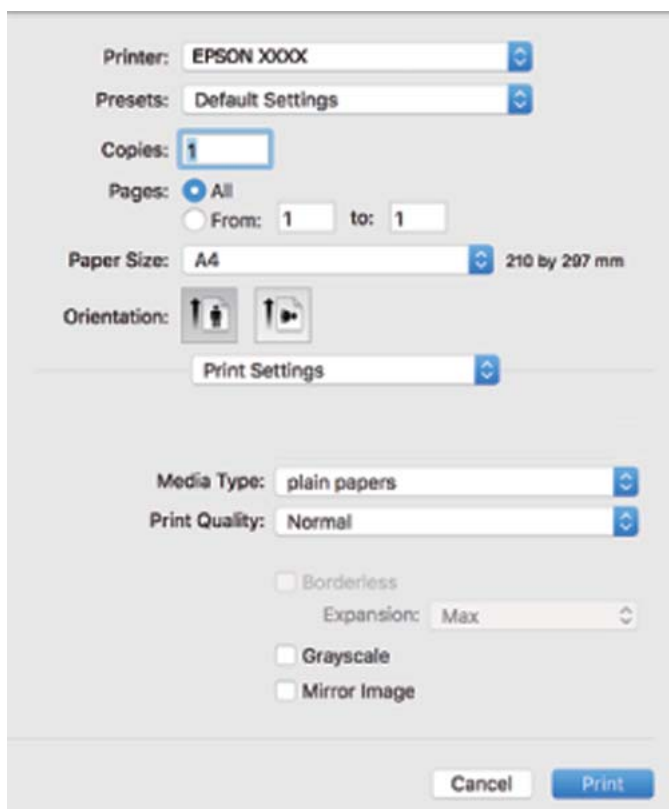 Printer: EPSON XXXX
Presets: Default Settings
Copies: 1
Pages: All
From: 1 to: 1
Paper Size: A4 210 by 297 mm
Orientation:
Print Settings
Media Type: plain papers
Print Quality: Normal
Borderless
Expansion: Max
Grayscale
Mirror Image
Cancel Print